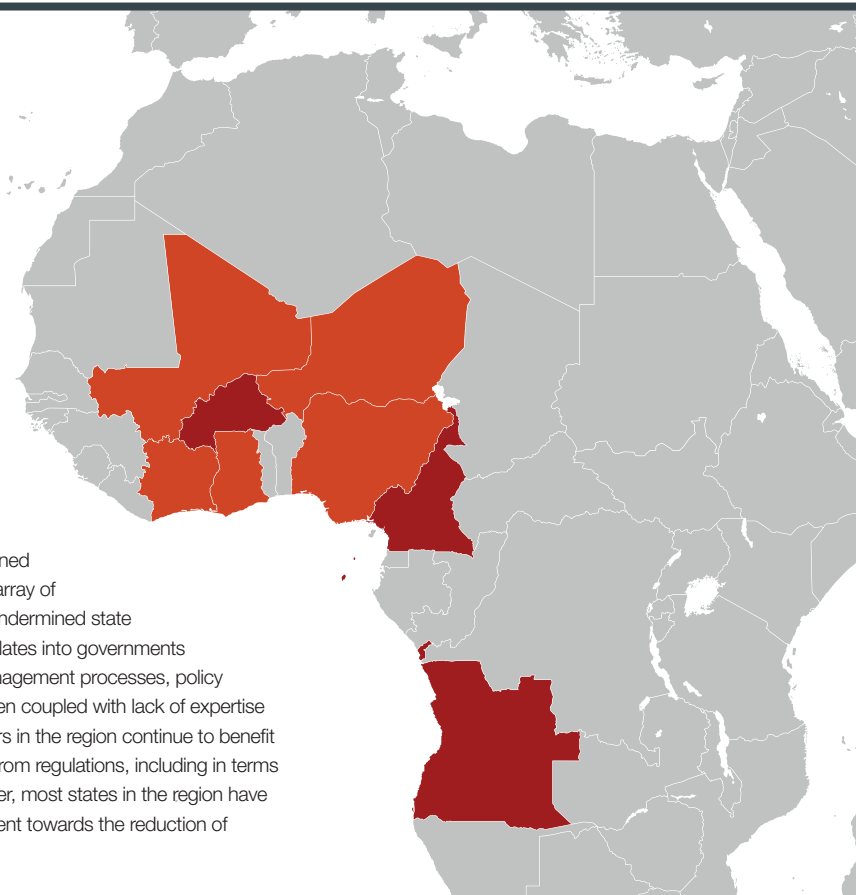 ned
array of
ndermined state
lates into governments
nagement processes, policy
en coupled with lack of expertise
rs in the region continue to benefit
from regulations, including in terms
er, most states in the region have
ent towards the reduction of